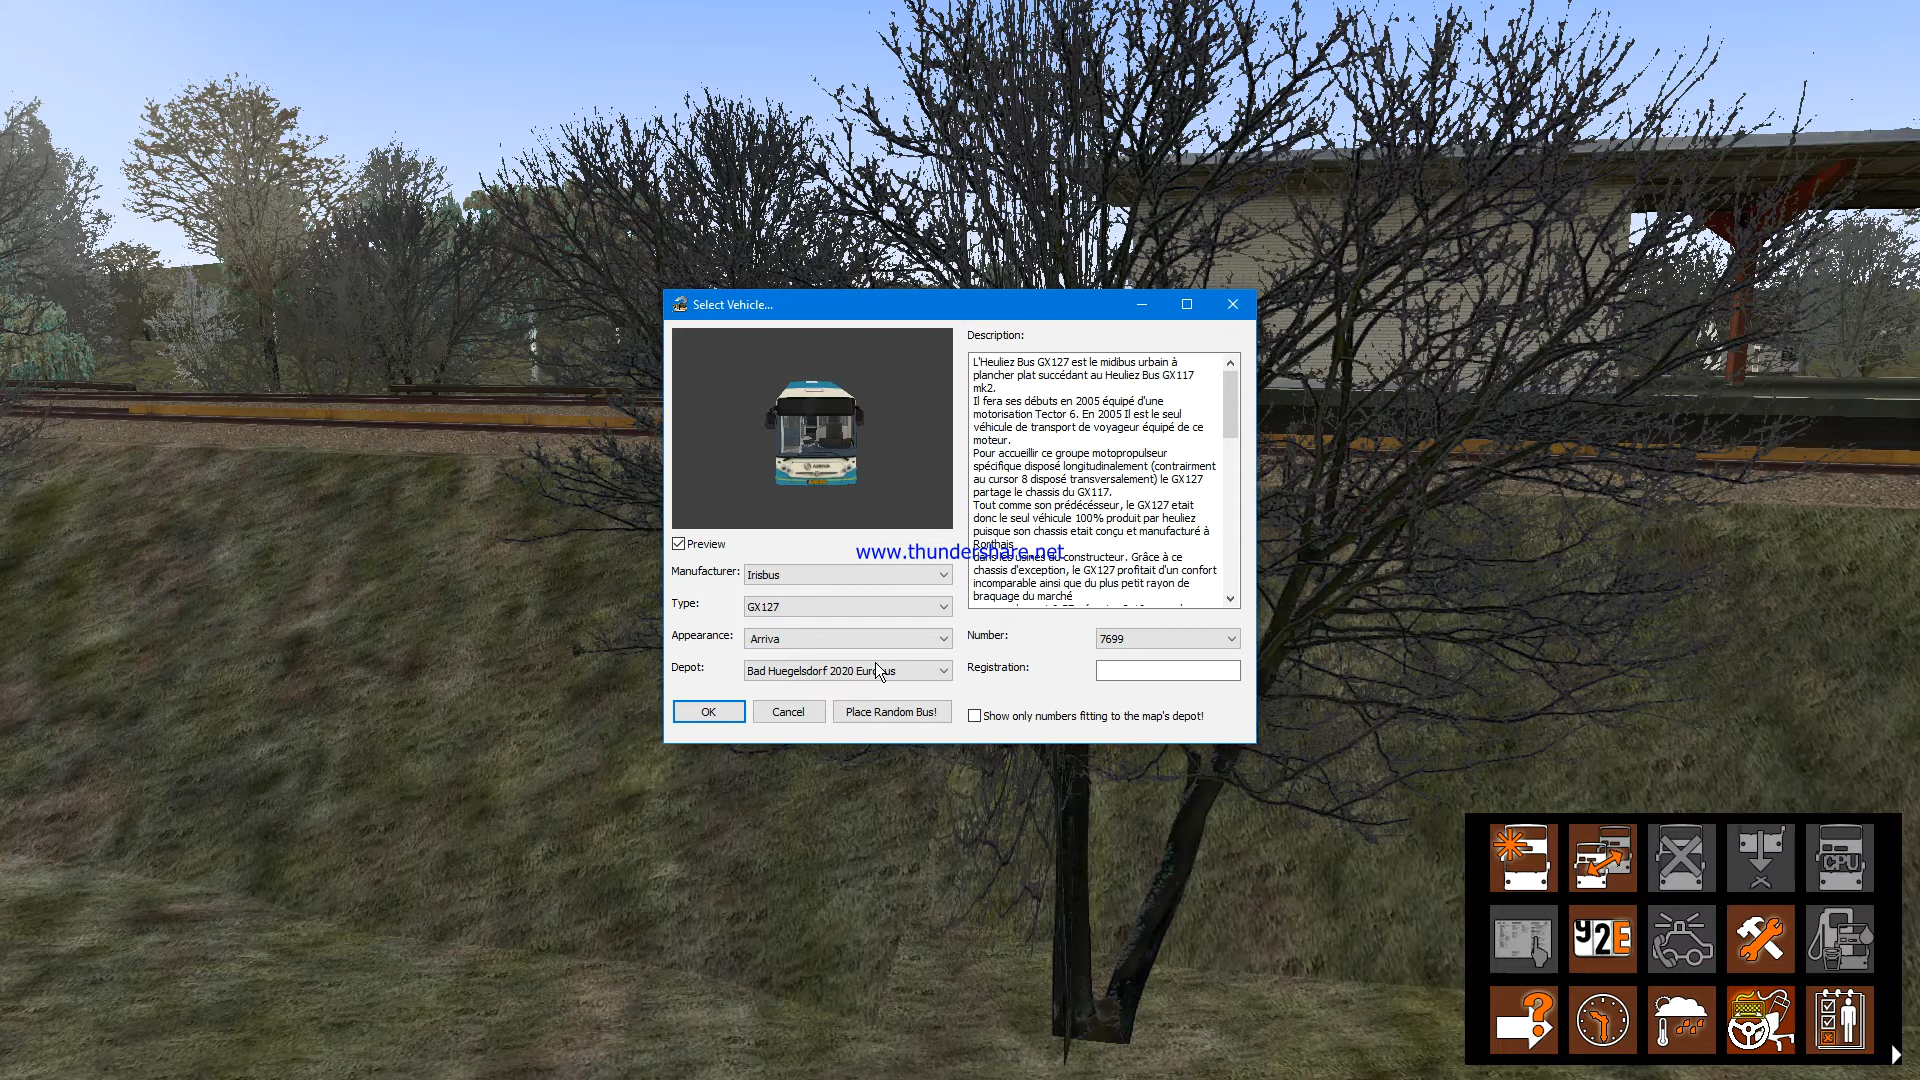 Select Vehicle...
Description:
L'Heuliez Bus GX127 est le midibus urbain à
plancher plat succédant au Heuliez Bus GX117
mk2.
Il fera ses débuts en 2005 équipé d'une
motorisation Tector 6. En 2005 Il est le seul
véhicule de transport de voyageur équipé de ce
moteur.
Pour accueillir ce groupe motopropulseur
spécifique disposé longitudinalement (contrairment
au cursor 8 disposé transversalement) le GX127
partage le chassis du GX117.
Tout comme son prédécésseur, le GX127 etait
donc le seul véhicule 100% produit par heuliez
puisque son chassis etait conçu et manufacturé à
Rorthais
dans les usines du constructeur. Grâce à ce
chassis d'exception, le GX127 profitait d'un confort
incomparable ainsi que du plus petit rayon de
braquage du marché
ARRIVA
Preview
www.thundershare.net
Manufacturer: Irisbus
Type: GX127
Appearance: Arriva
Number: 7699
Depot: Bad Huegelsdorf 2020 Eurobus
Registration:
OK
Cancel
Place Random Bus!
Show only numbers fitting to the map's depot!
CPU
92E
?